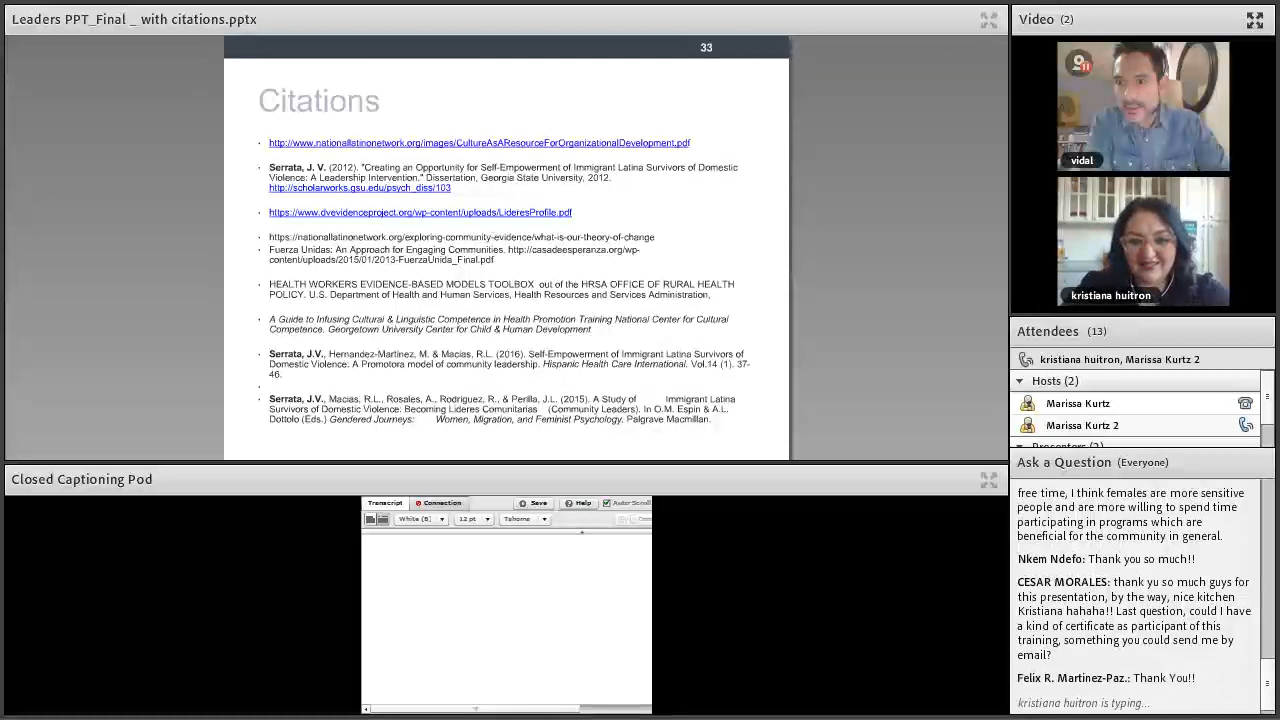 Leaders PPT_Final _ with citations.pptx
33
Citations
http://www.nationallatinonetwork.org/images/CultureAsAResourceForOrganizationalDevelopment.pdf
Serrata, J. V. (2012). "Creating an Opportunity for Self-Empowerment of Immigrant Latina Survivors of Domestic
Violence: A Leadership Intervention." Dissertation, Georgia State University, 2012.
http://scholarworks.gsu.edu/psych_diss/103
https://www.dvevidenceproject.org/wp-content/uploads/LideresProfile.pdf
https://nationallatinonetwork.org/exploring-community-evidence/what-is-our-theory-of-change
Fuerza Unidas: An Approach for Engaging Communities. http://casadeesperanza.org/wp-
content/uploads/2015/01/2013-FuerzaUnida_Final.pdf
HEALTH WORKERS EVIDENCE-BASED MODELS TOOLBOX out of the HRSA OFFICE OF RURAL HEALTH
POLICY. U.S. Department of Health and Human Services, Health Resources and Services Administration,
A Guide to Infusing Cultural & Linguistic Competence in Health Promotion Training National Center for Cultural
Competence. Georgetown University Center for Child & Human Development
Serrata, J.V., Hernandez-Martinez, M. & Macias, R.L. (2016). Self-Empowerment of Immigrant Latina Survivors of
Domestic Violence: A Promotora model of community leadership. Hispanic Health Care International. Vol.14 (1). 37-
46.
Serrata, J.V., Macias, R.L., Rosales, A., Rodriguez, R., & Perilla, J.L. (2015). A Study of Immigrant Latina
Survivors of Domestic Violence: Becoming Lideres Comunitarias (Community Leaders). In O.M. Espin & A.L.
Dottolo (Eds.) Gendered Journeys: Women, Migration, and Feminist Psychology. Palgrave Macmillan.
Closed Captioning Pod
Transcript Connection Save Help Auto-Scroll
White (B) 12 pt Tahoma
Video (2)
11
vidal
kristiana huitron
Attendees (13)
kristiana huitron, Marissa Kurtz 2
Hosts (2)
Marissa Kurtz
Marissa Kurtz 2
Presenters (2)
Ask a Question (Everyone)
free time, I think females are more sensitive
people and are more willing to spend time
participating in programs which are
beneficial for the community in general.
Nkem Ndefo: Thank you so much!!
CESAR MORALES: thank yu so much guys for
this presentation, by the way, nice kitchen
Kristiana hahaha!! Last question, could I have
a kind of certificate as participant of this
training, something you could send me by
email?
Felix R. Martinez-Paz.: Thank You!!
kristiana huitron is typing...